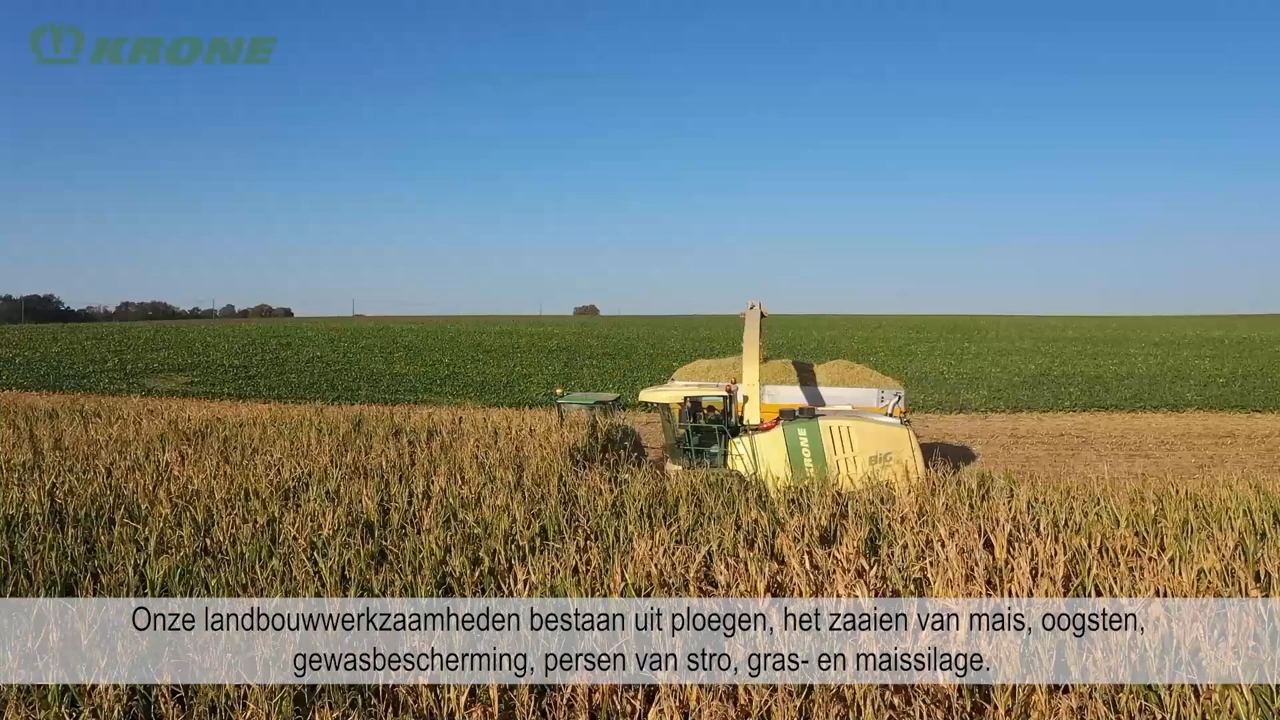 KRONE
KRONE
BiG
Onze landbouwwerkzaamheden bestaan uit ploegen, het zaaien van mais, oogsten,
gewasbescherming, persen van stro, gras- en maissilage.